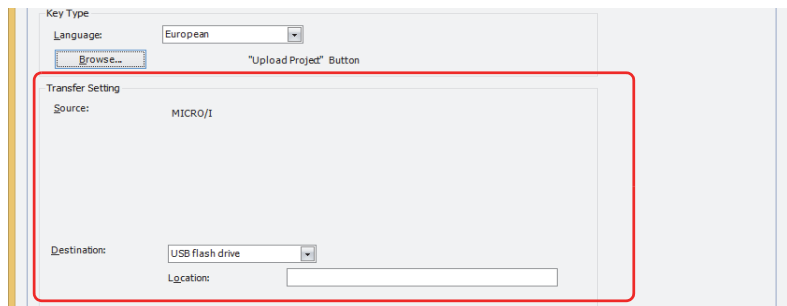 Key Type
Language: European
Browse... "Upload Project" Button
Transfer Setting
Source: MICRO/I
Destination: USB flash drive
Location: